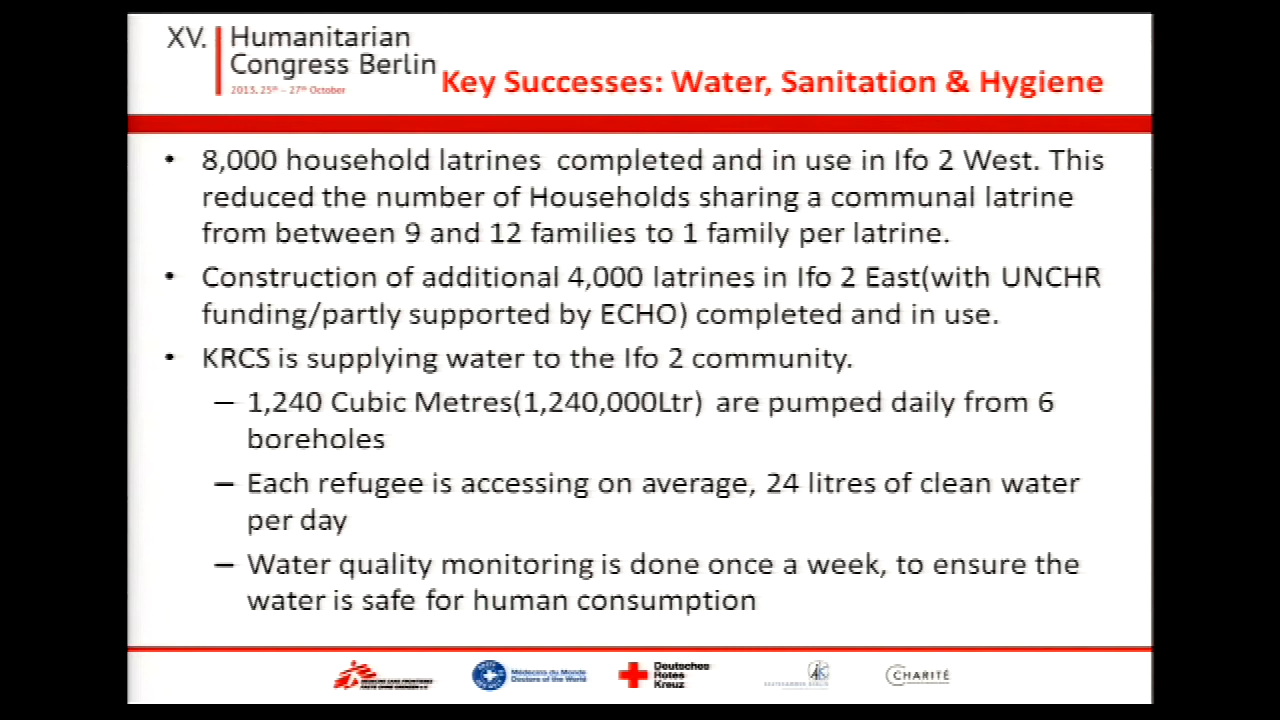 XV. Humanitarian
Congress Berlin
2013, 25th – 27th October
Key Successes: Water, Sanitation & Hygiene
• 8,000 household latrines completed and in use in Ifo 2 West. This
reduced the number of Households sharing a communal latrine
from between 9 and 12 families to 1 family per latrine.
• Construction of additional 4,000 latrines in Ifo 2 East(with UNCHR
funding/partly supported by ECHO) completed and in use.
• KRCS is supplying water to the Ifo 2 community.
– 1,240 Cubic Metres(1,240,000Ltr) are pumped daily from 6
boreholes
– Each refugee is accessing on average, 24 litres of clean water
per day
– Water quality monitoring is done once a week, to ensure the
water is safe for human consumption
Médecins du Monde
Doctors of the World
Deutsches
Rotes
Kreuz
CHARITÉ